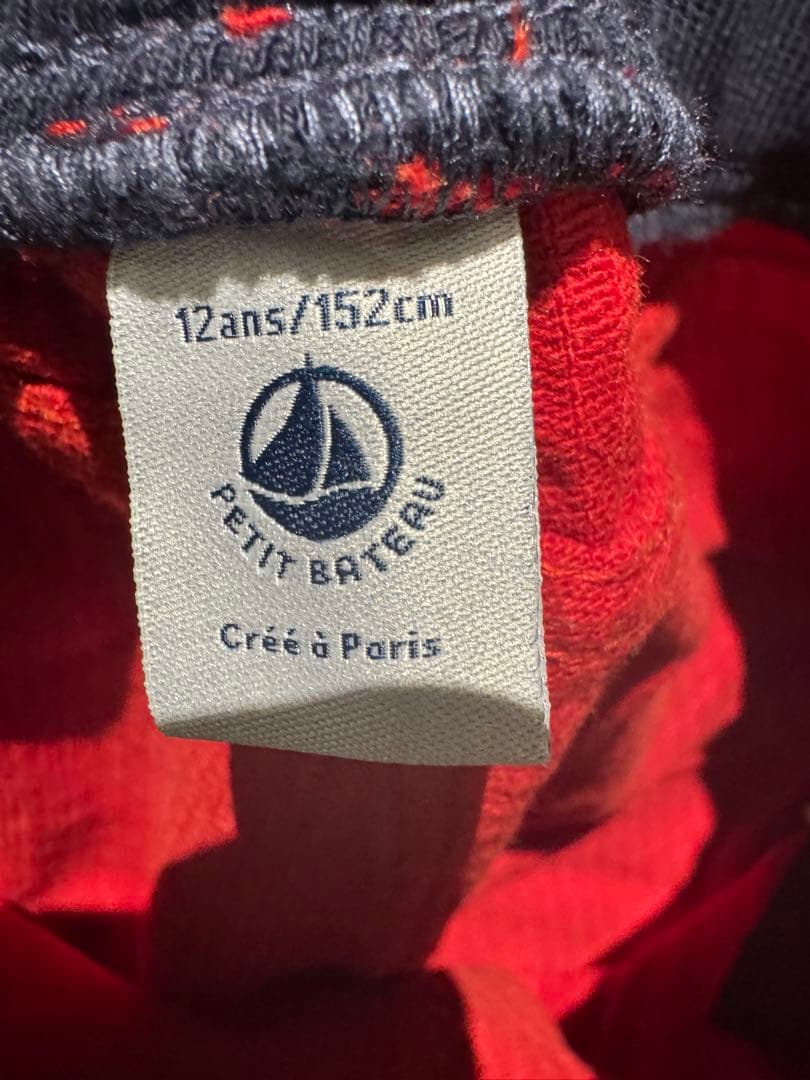 12ans/152cm
PETIT BATEAU
Créé à Paris